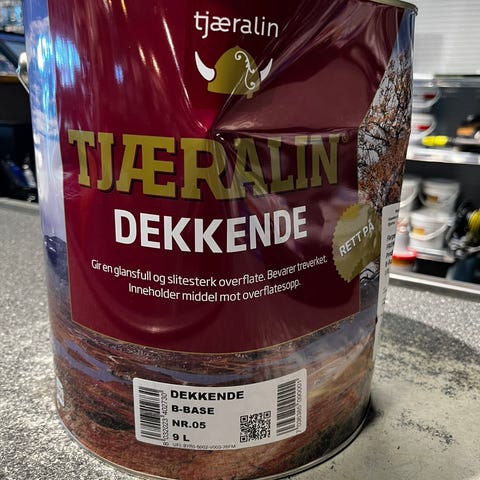 tjæralin
TJÆRALIN®
DEKKENDE
RETT PÅ
Gir en glansfull og slitesterk overflate. Bevarer treverket.
Inneholder middel mot overflatesopp.
DEKKENDE
B-BASE
NR.05
9 L